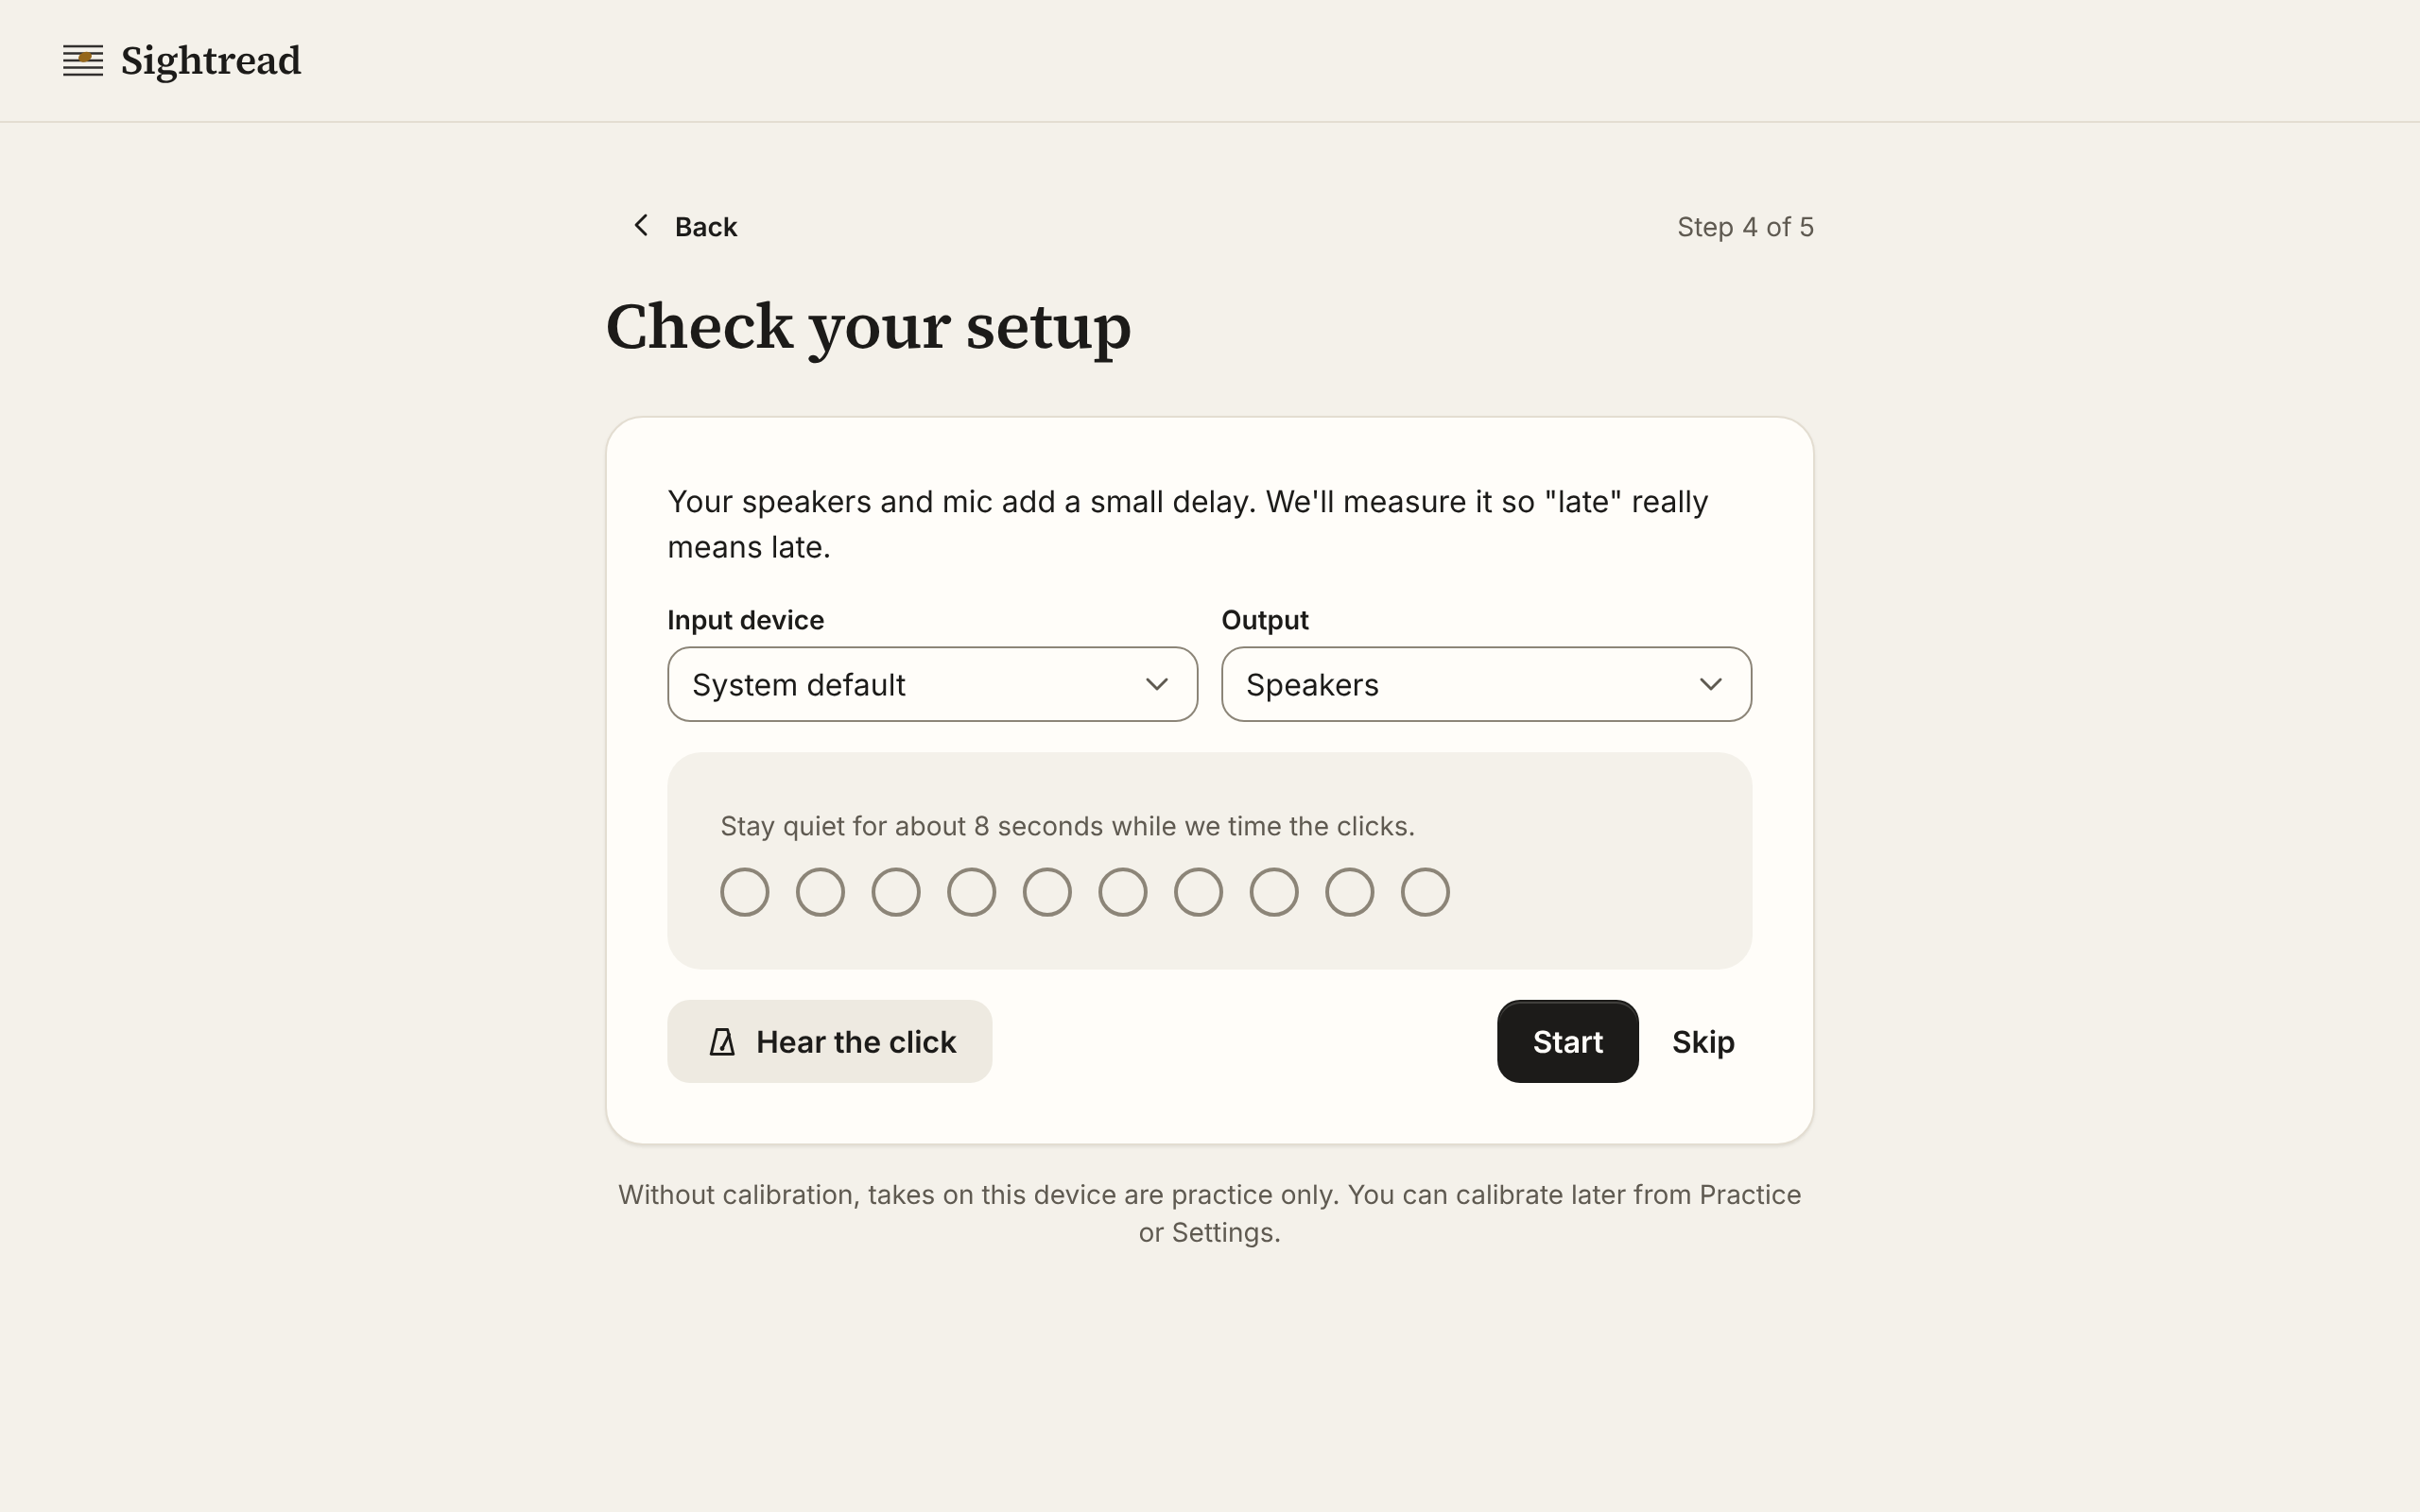 Sightread
Back
Step 4 of 5
Check your setup
Your speakers and mic add a small delay. We'll measure it so "late" really
means late.
Input device
Output
System default
Speakers
Stay quiet for about 8 seconds while we time the clicks.
Hear the click
Start
Skip
Without calibration, takes on this device are practice only. You can calibrate later from Practice
or Settings.